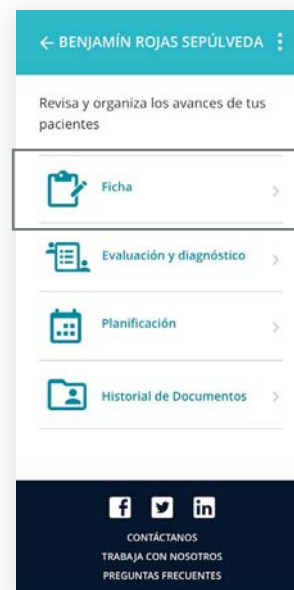 ← BENJAMÍN ROJAS SEPÚLVEDA
Revisa y organiza los avances de tus
pacientes
Ficha
Evaluación y diagnóstico
Planificación
Historial de Documentos
CONTÁCTANOS
TRABAJA CON NOSOTROS
PREGUNTAS FRECUENTES